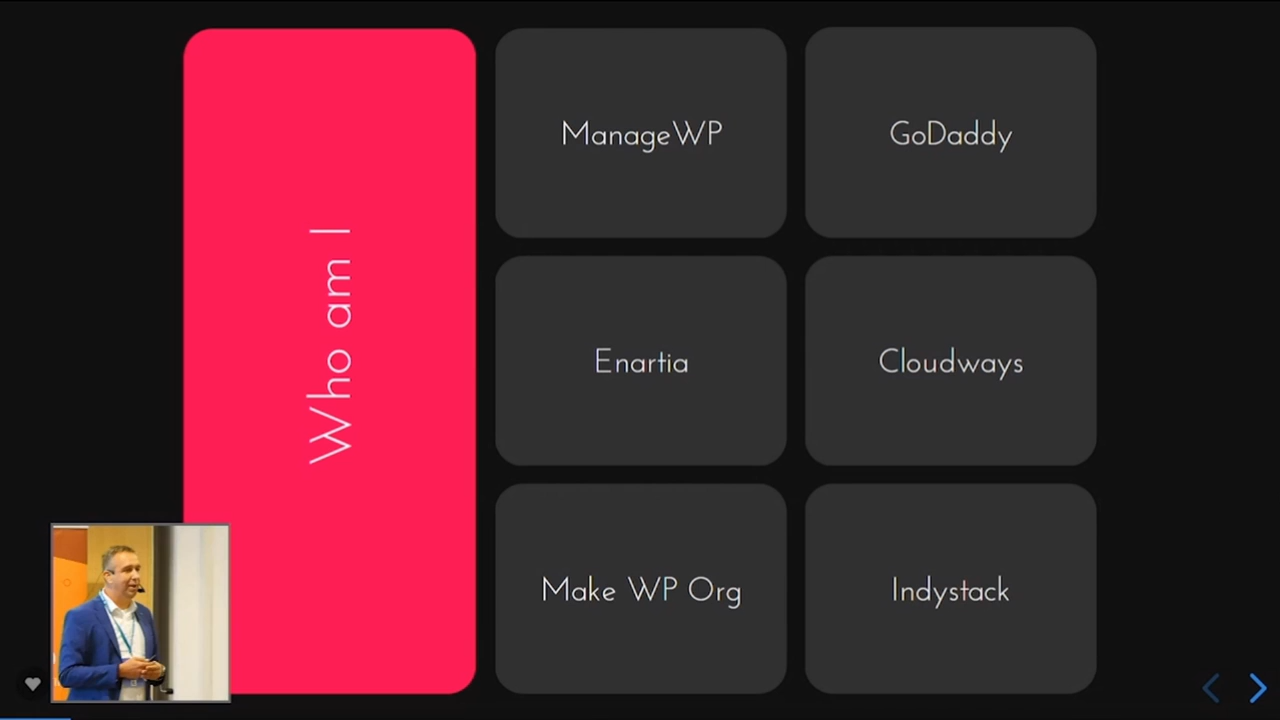 Who am I
ManageWP
GoDaddy
Enartia
Cloudways
Make WP Org
Indystack